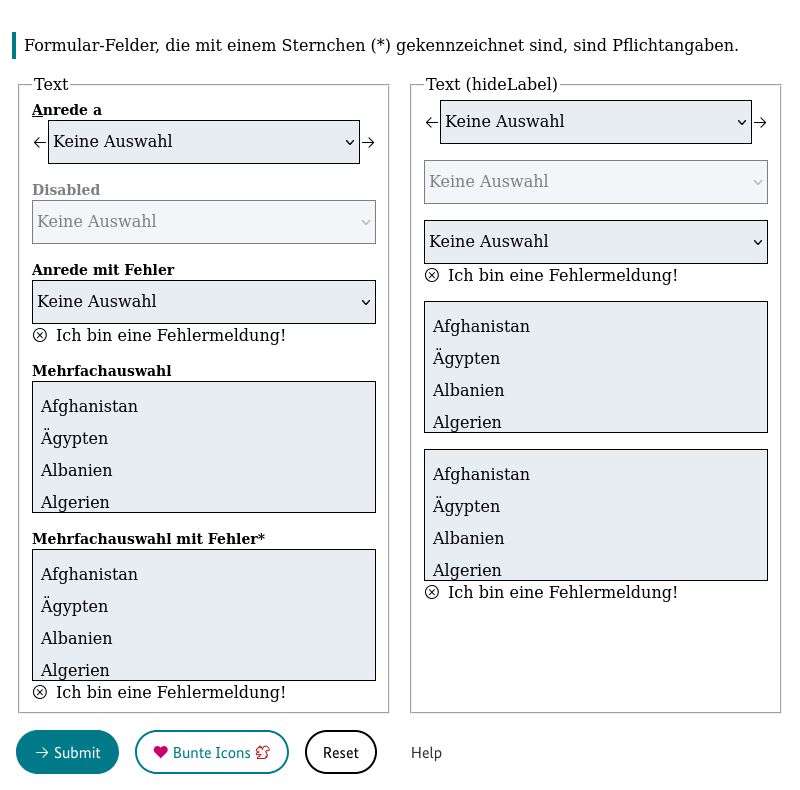 Formular-Felder, die mit einem Sternchen (*) gekennzeichnet sind, sind Pflichtangaben.
Text
Anrede a
← Keine Auswahl →
Disabled
Keine Auswahl
Anrede mit Fehler
Keine Auswahl
Ich bin eine Fehlermeldung!
Mehrfachauswahl
Afghanistan
Ägypten
Albanien
Algerien
Mehrfachauswahl mit Fehler*
Afghanistan
Ägypten
Albanien
Algerien
Ich bin eine Fehlermeldung!
Text (hideLabel)
← Keine Auswahl →
Keine Auswahl
Keine Auswahl
Ich bin eine Fehlermeldung!
Afghanistan
Ägypten
Albanien
Algerien
Afghanistan
Ägypten
Albanien
Algerien
Ich bin eine Fehlermeldung!
→ Submit
Bunte Icons
Reset
Help